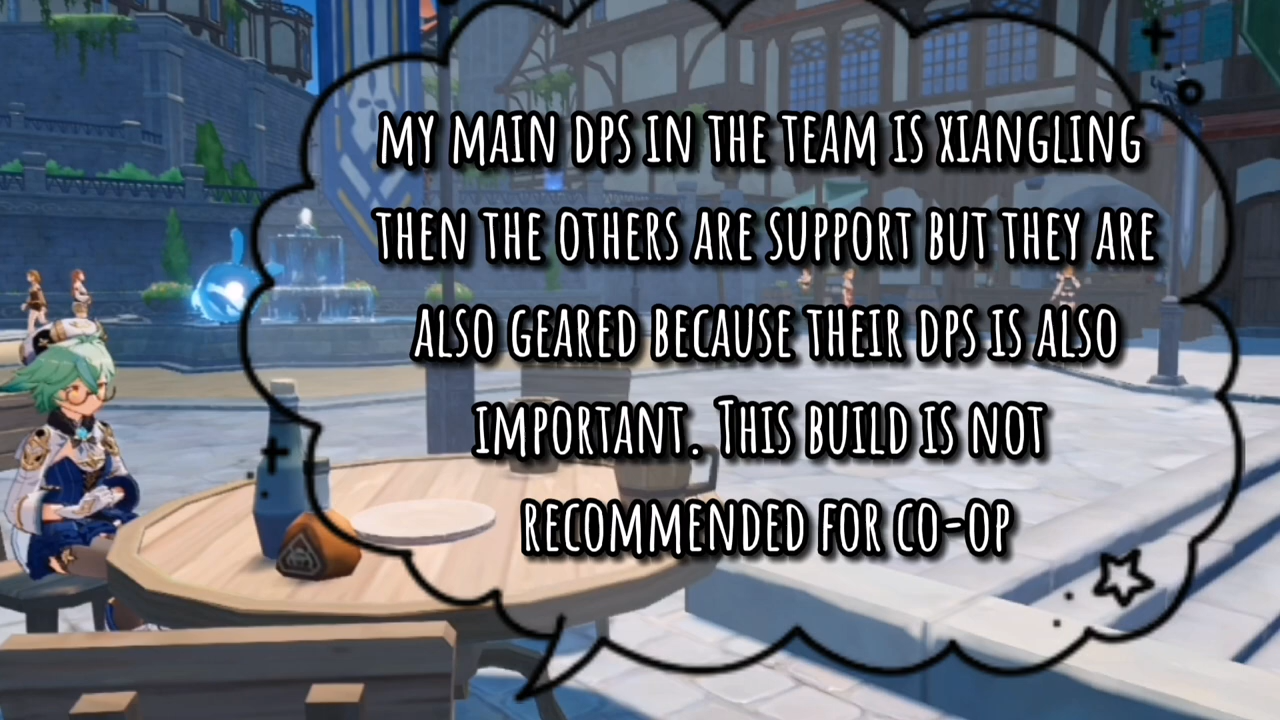 MY MAIN DPS IN THE TEAM IS XIANGLING
THEN THE OTHERS ARE SUPPORT BUT THEY ARE
ALSO GEARED BECAUSE THEIR DPS IS ALSO
IMPORTANT. THIS BUILD IS NOT
RECOMMENDED FOR CO-OP